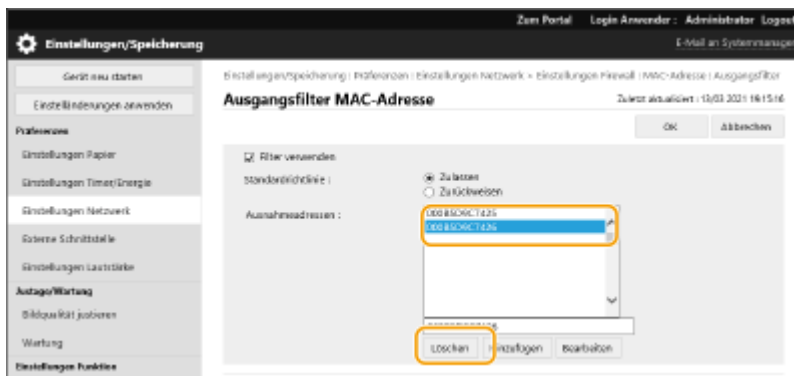 Zum Portal Login Anwender : Administrator Logout
Einstellungen/Speicherung
E-Mail an Systemmanager
Gerät neu starten
Einstelländerungen anwenden
Präferenzen
Einstellungen Papier
Einstellungen Timer/Energie
Einstellungen Netzwerk
Externe Schnittstelle
Einstellungen Lautstärke
Justage/Wartung
Bildqualität justieren
Wartung
Einstellungen Funktion
Einstellungen/Speicherung : Präferenzen : Einstellungen Netzwerk > Einstellungen Firewall : MAC-Adresse : Ausgangsfilter
Ausgangsfilter MAC-Adresse
Zuletzt aktualisiert : 13/03 2021 19:15:16
OK Abbrechen
Filter verwenden
Standardrichtlinie :
Zulassen
Zurückweisen
Ausnahmeadressen :
Löschen Hinzufügen Bearbeiten